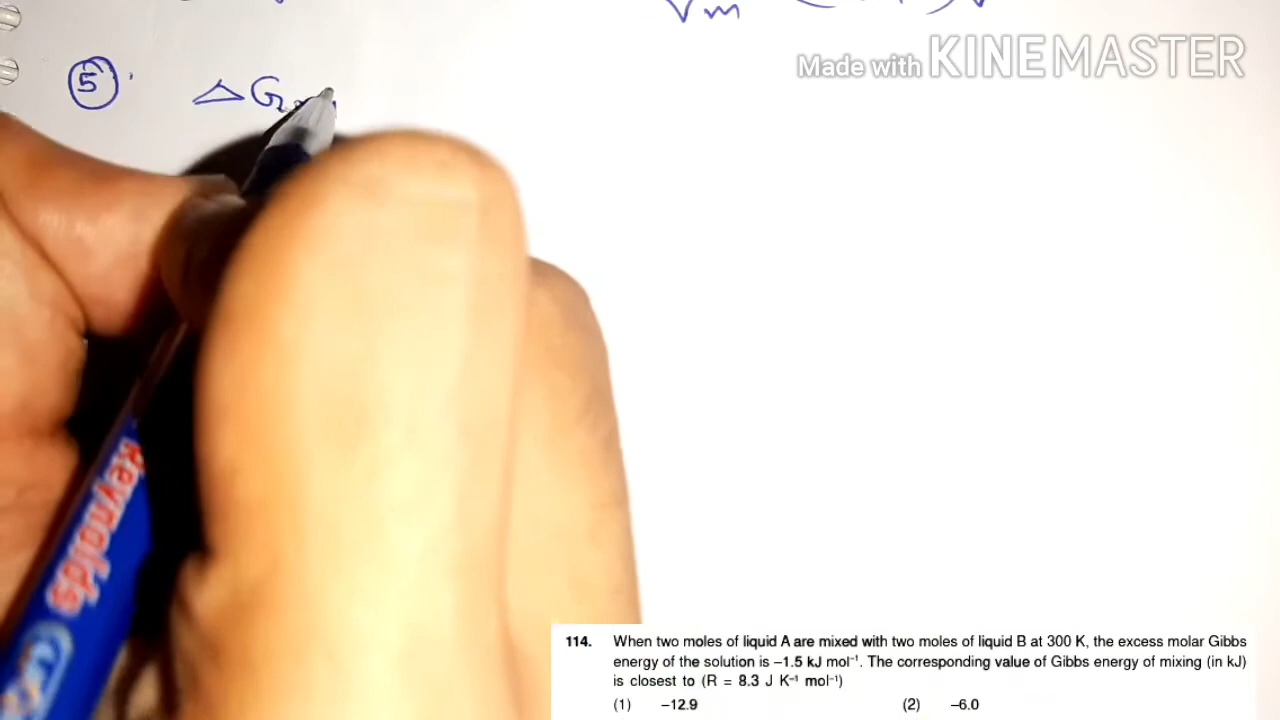 Made with KINEMASTER
5
ΔG
Reynolds
114. When two moles of liquid A are mixed with two moles of liquid B at 300 K, the excess molar Gibbs
energy of the solution is –1.5 kJ mol⁻¹. The corresponding value of Gibbs energy of mixing (in kJ)
is closest to (R = 8.3 J K⁻¹ mol⁻¹)
(1) –12.9 (2) –6.0